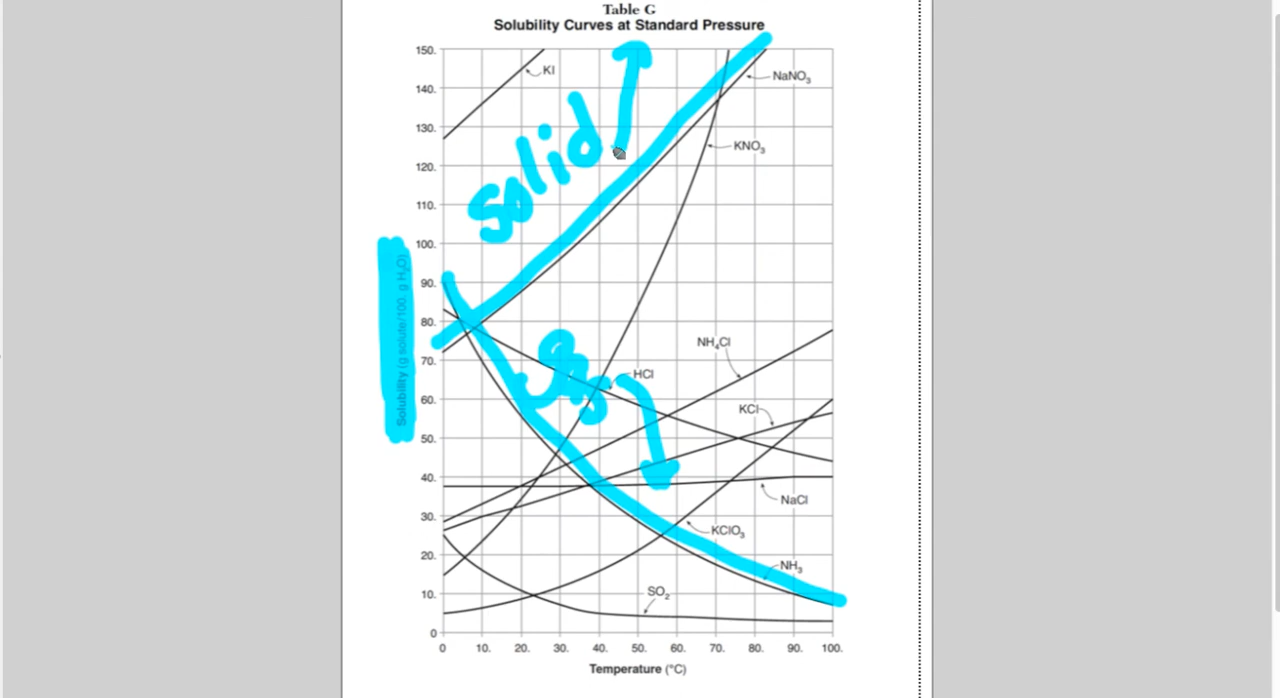 Table G
Solubility Curves at Standard Pressure
150.
140.
130.
120.
110.
100.
90.
80.
70.
60.
50.
40.
30.
20.
10.
0
Solubility (g solute/100. g H₂O)
KI
NaNO₃
KNO₃
solid
gas
NH₄Cl
HCl
KCl
NaCl
KClO₃
NH₃
SO₂
0 10. 20. 30. 40. 50. 60. 70. 80. 90. 100.
Temperature (°C)